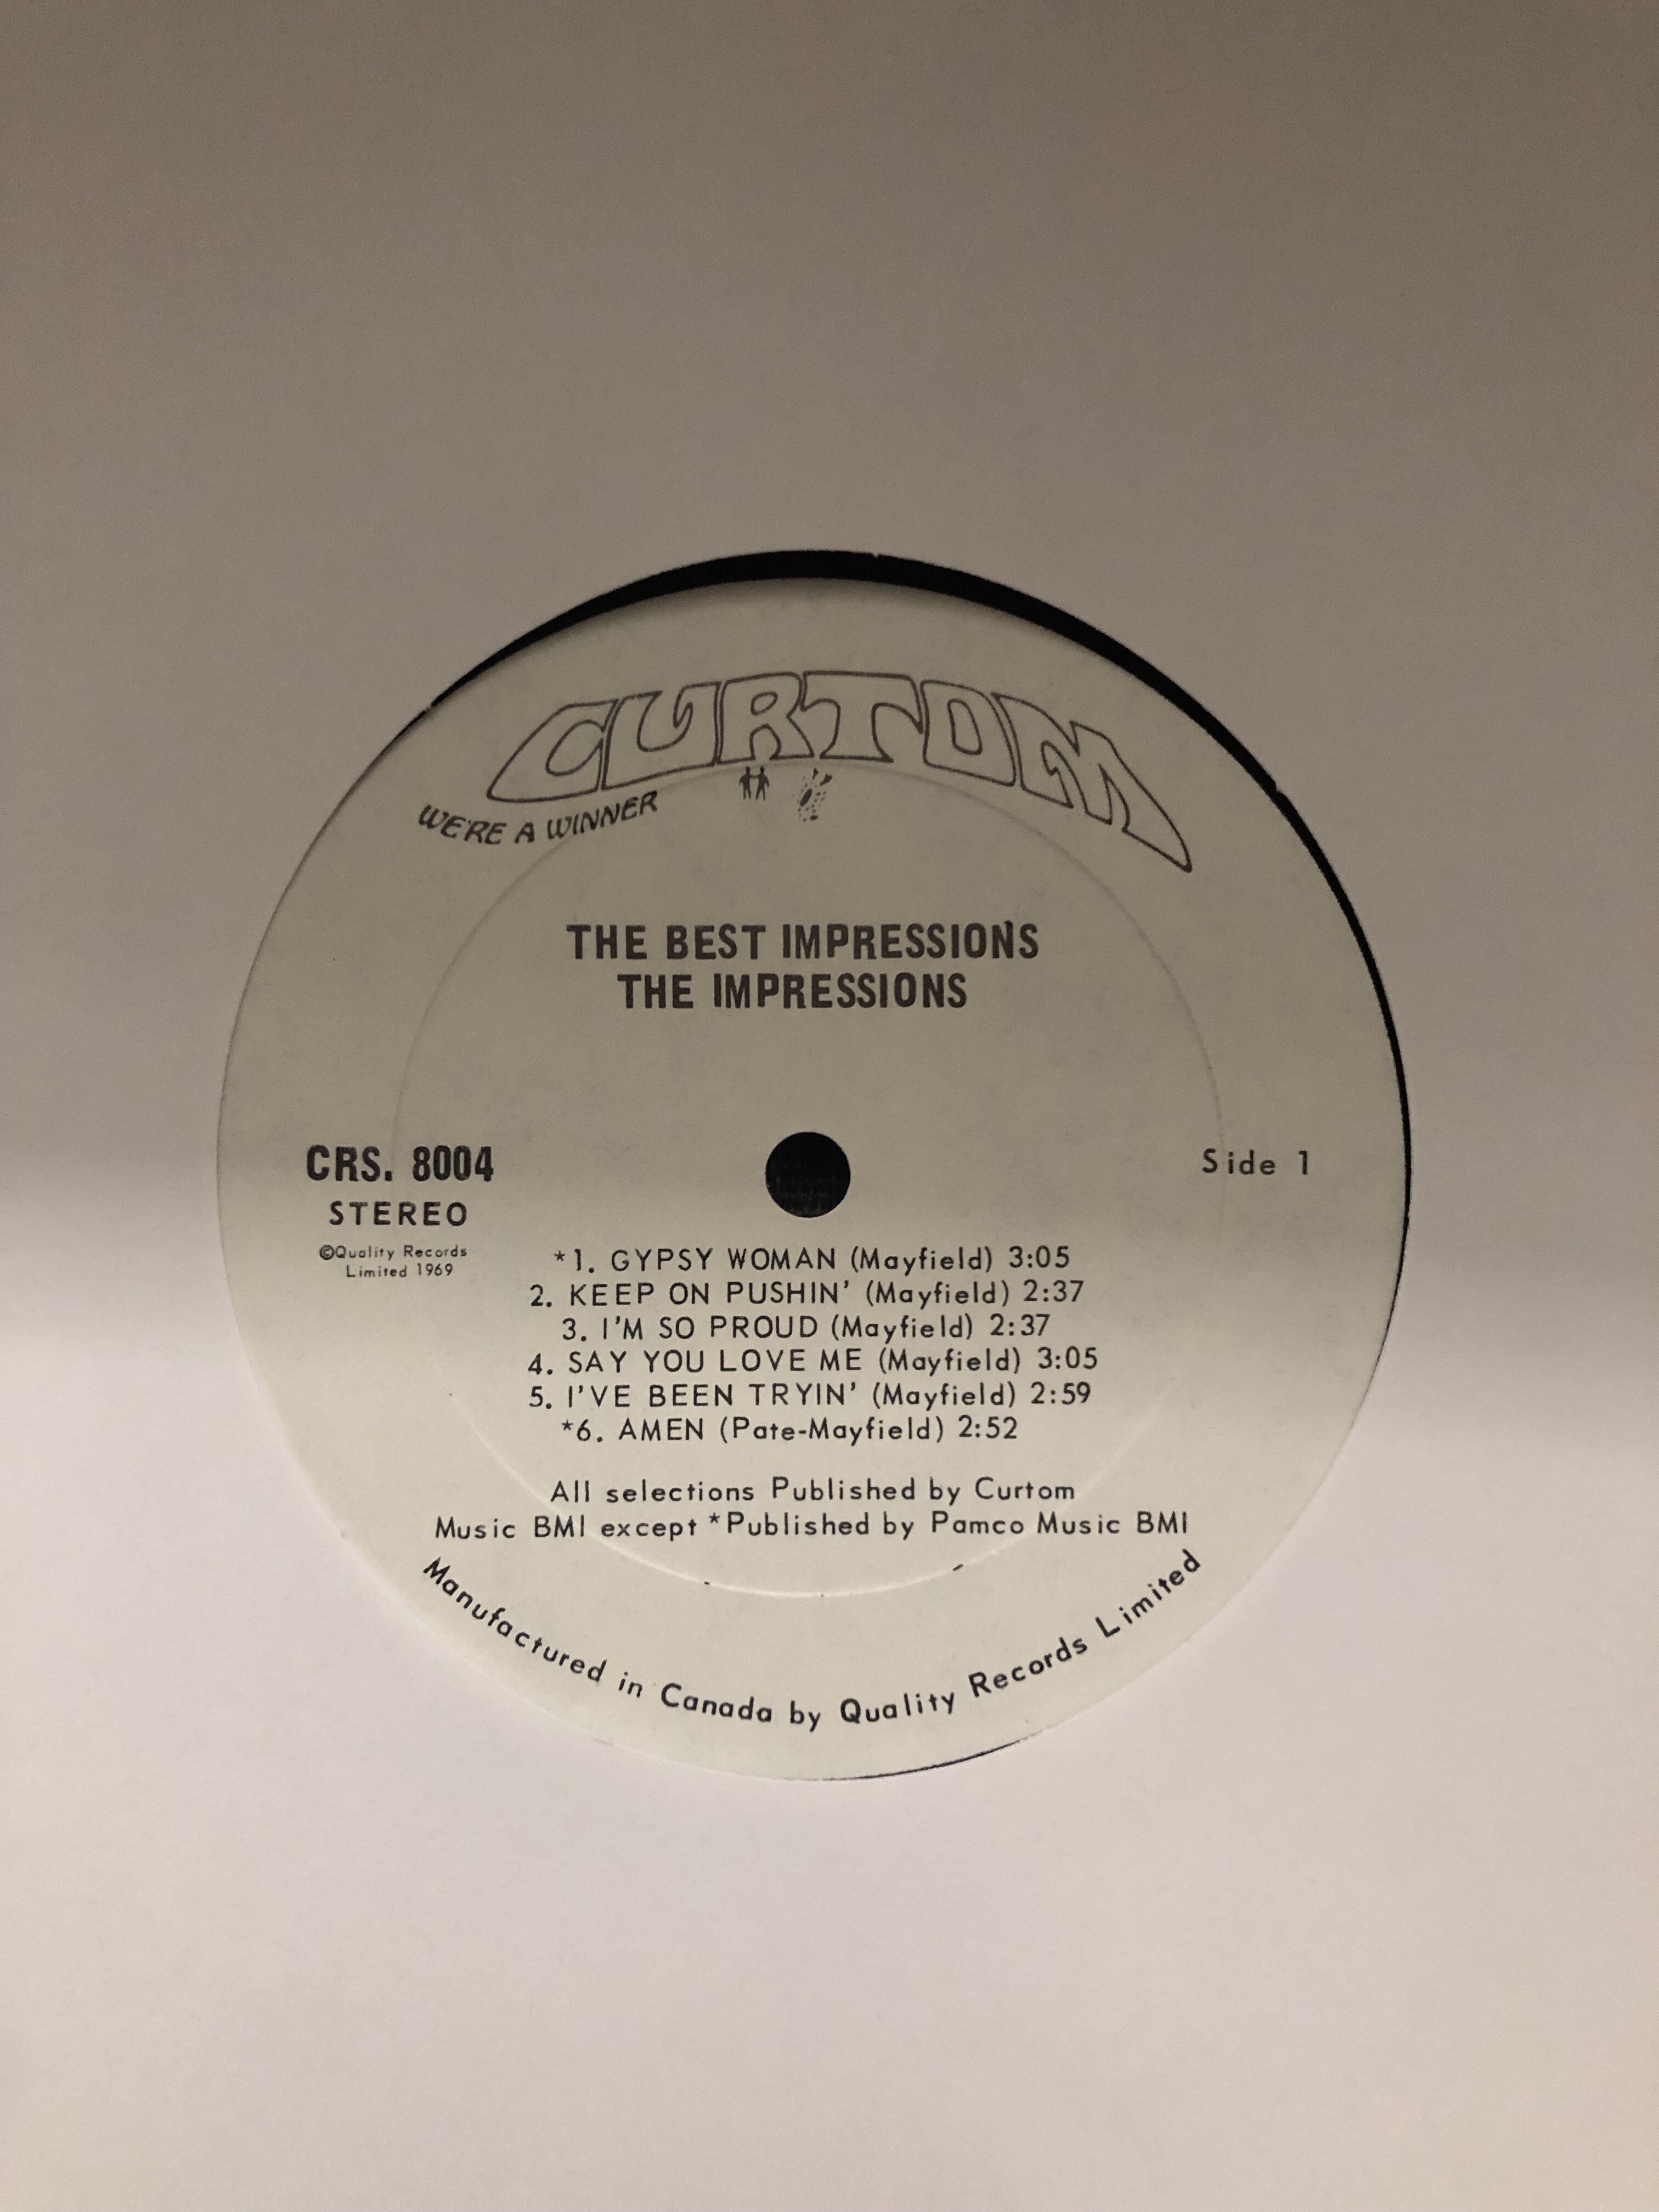 CURTOM
WE'RE A WINNER
THE BEST IMPRESSIONS
THE IMPRESSIONS
CRS. 8004
STEREO
©Quality Records
Limited 1969
Side 1
*1. GYPSY WOMAN (Mayfield) 3:05
2. KEEP ON PUSHIN' (Mayfield) 2:37
3. I'M SO PROUD (Mayfield) 2:37
4. SAY YOU LOVE ME (Mayfield) 3:05
5. I'VE BEEN TRYIN' (Mayfield) 2:59
*6. AMEN (Pate-Mayfield) 2:52
All selections Published by Curtom
Music BMI except *Published by Pamco Music BMI
Manufactured in Canada by Quality Records Limited